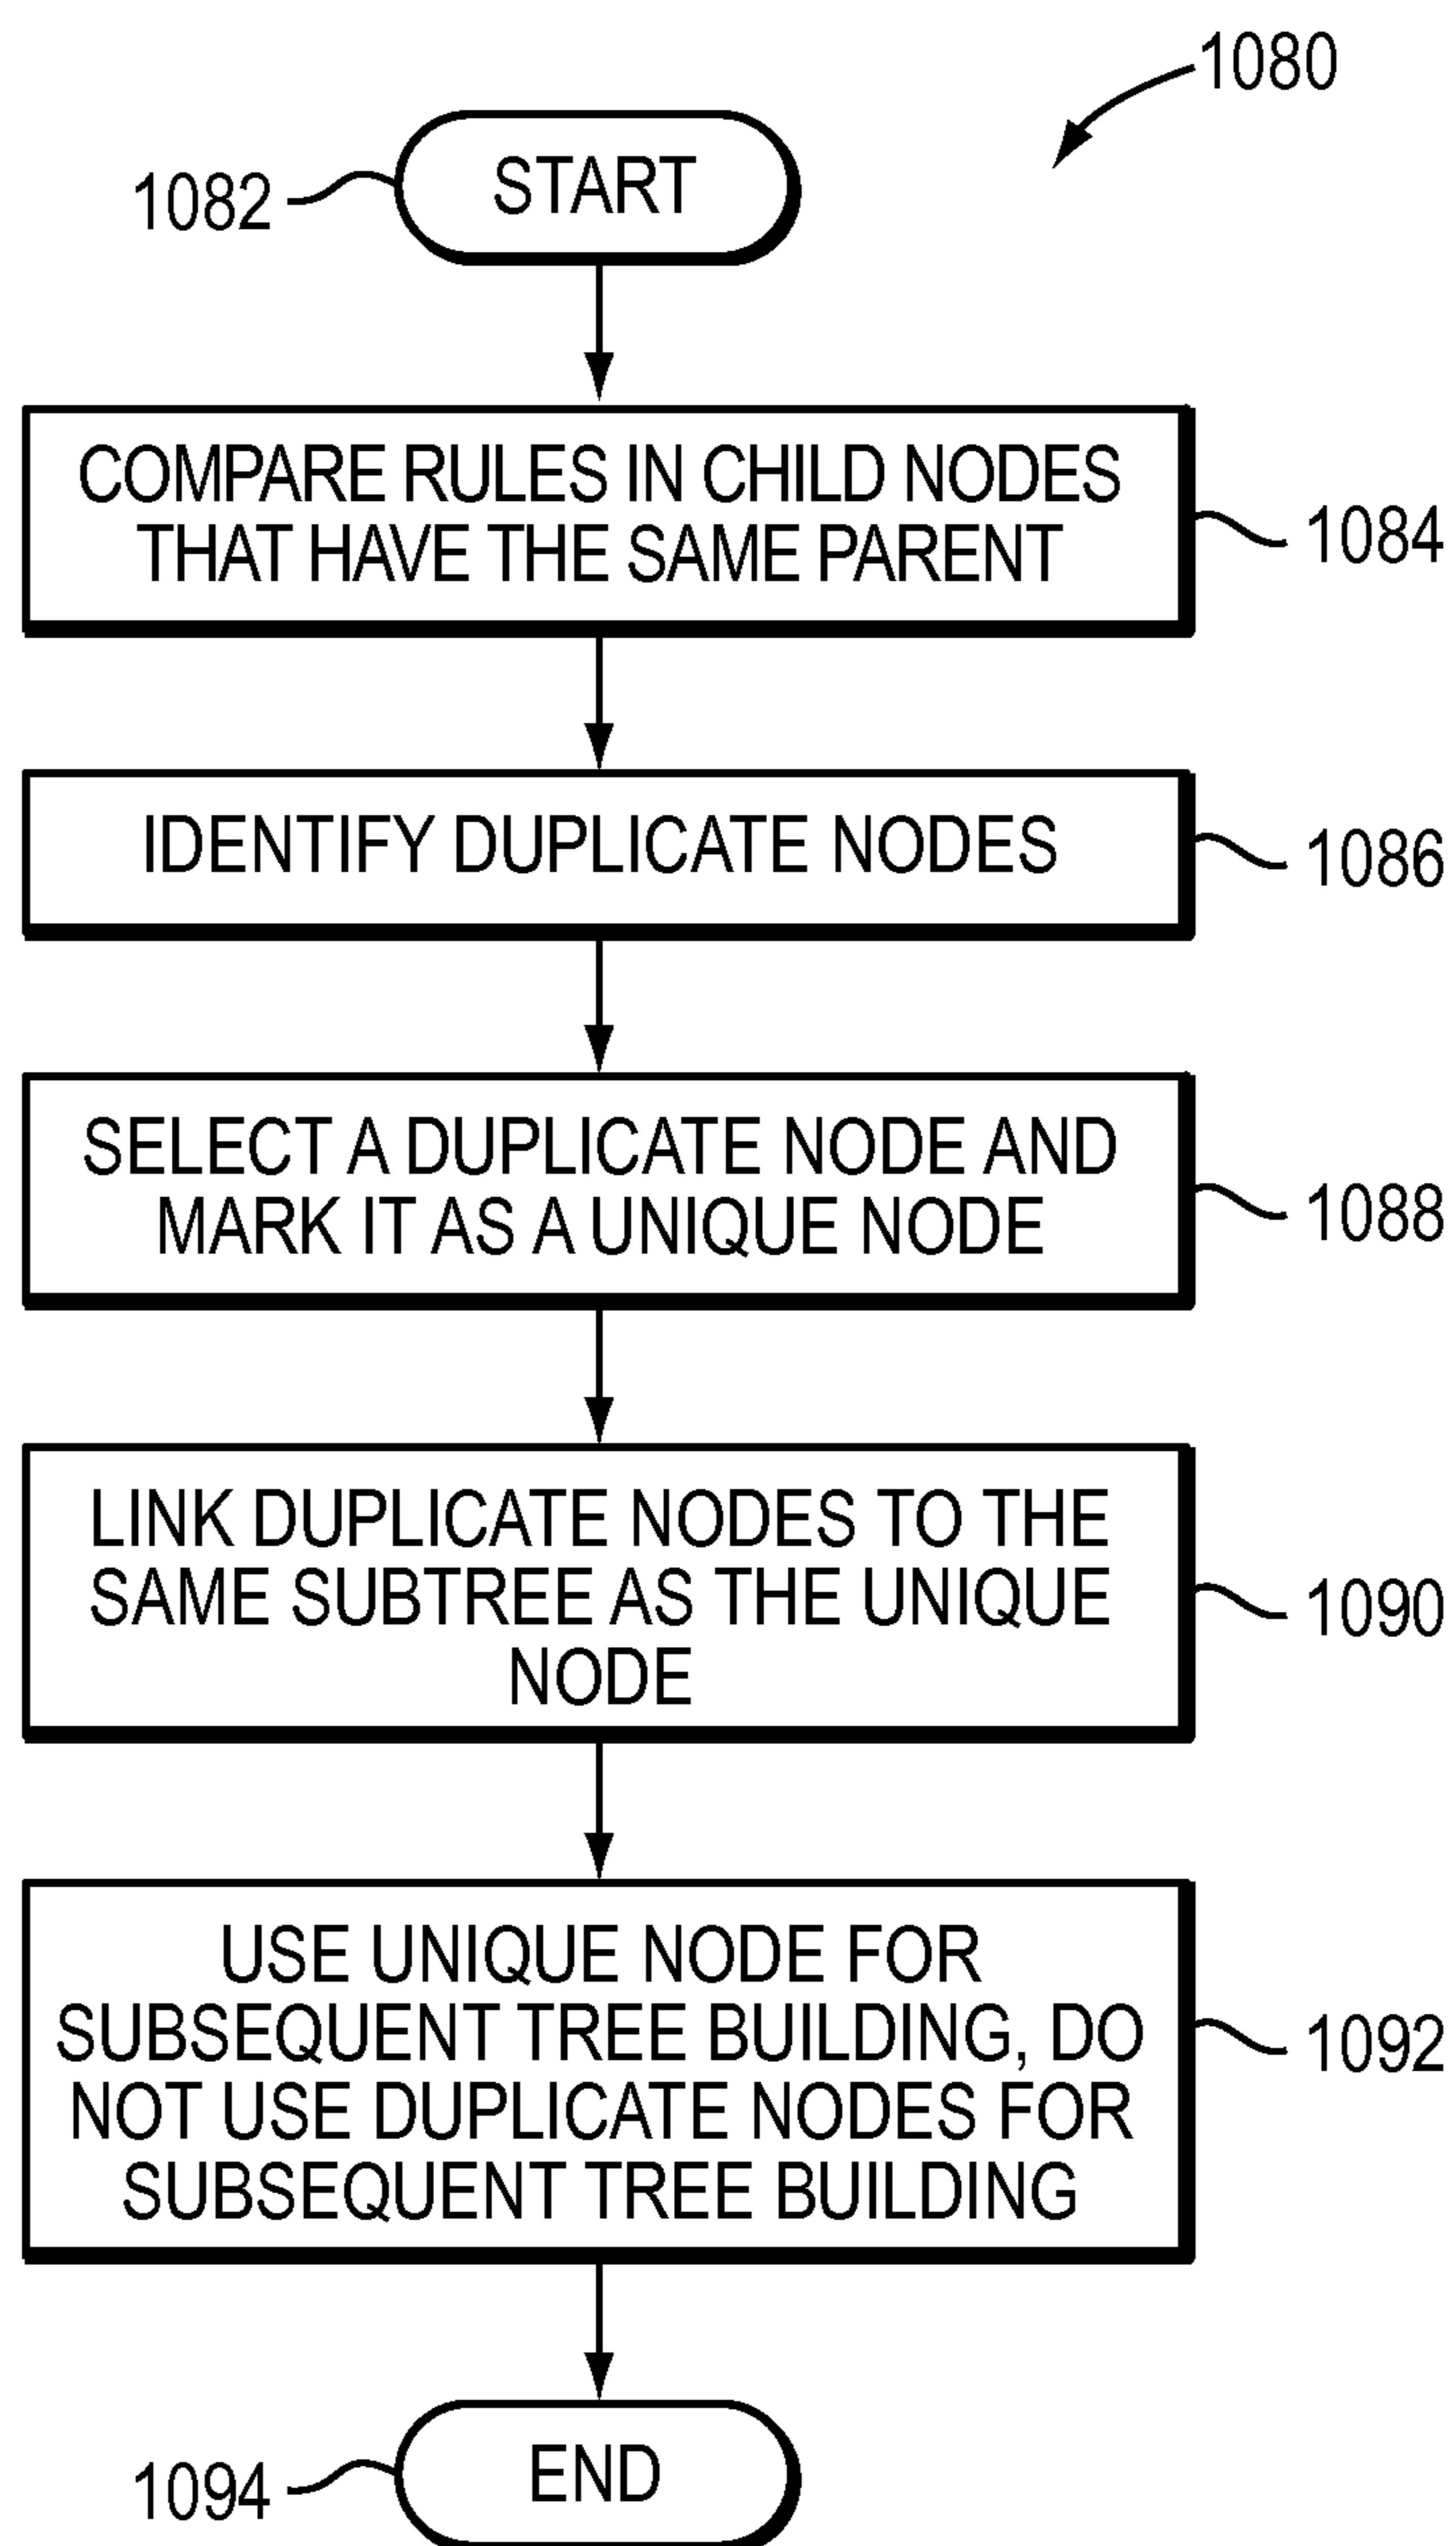 1080
START
1082
COMPARE RULES IN CHILD NODES
THAT HAVE THE SAME PARENT
1084
IDENTIFY DUPLICATE NODES
1086
SELECT A DUPLICATE NODE AND
MARK IT AS A UNIQUE NODE
1088
LINK DUPLICATE NODES TO THE
SAME SUBTREE AS THE UNIQUE
NODE
1090
USE UNIQUE NODE FOR
SUBSEQUENT TREE BUILDING, DO
NOT USE DUPLICATE NODES FOR
SUBSEQUENT TREE BUILDING
1092
END
1094